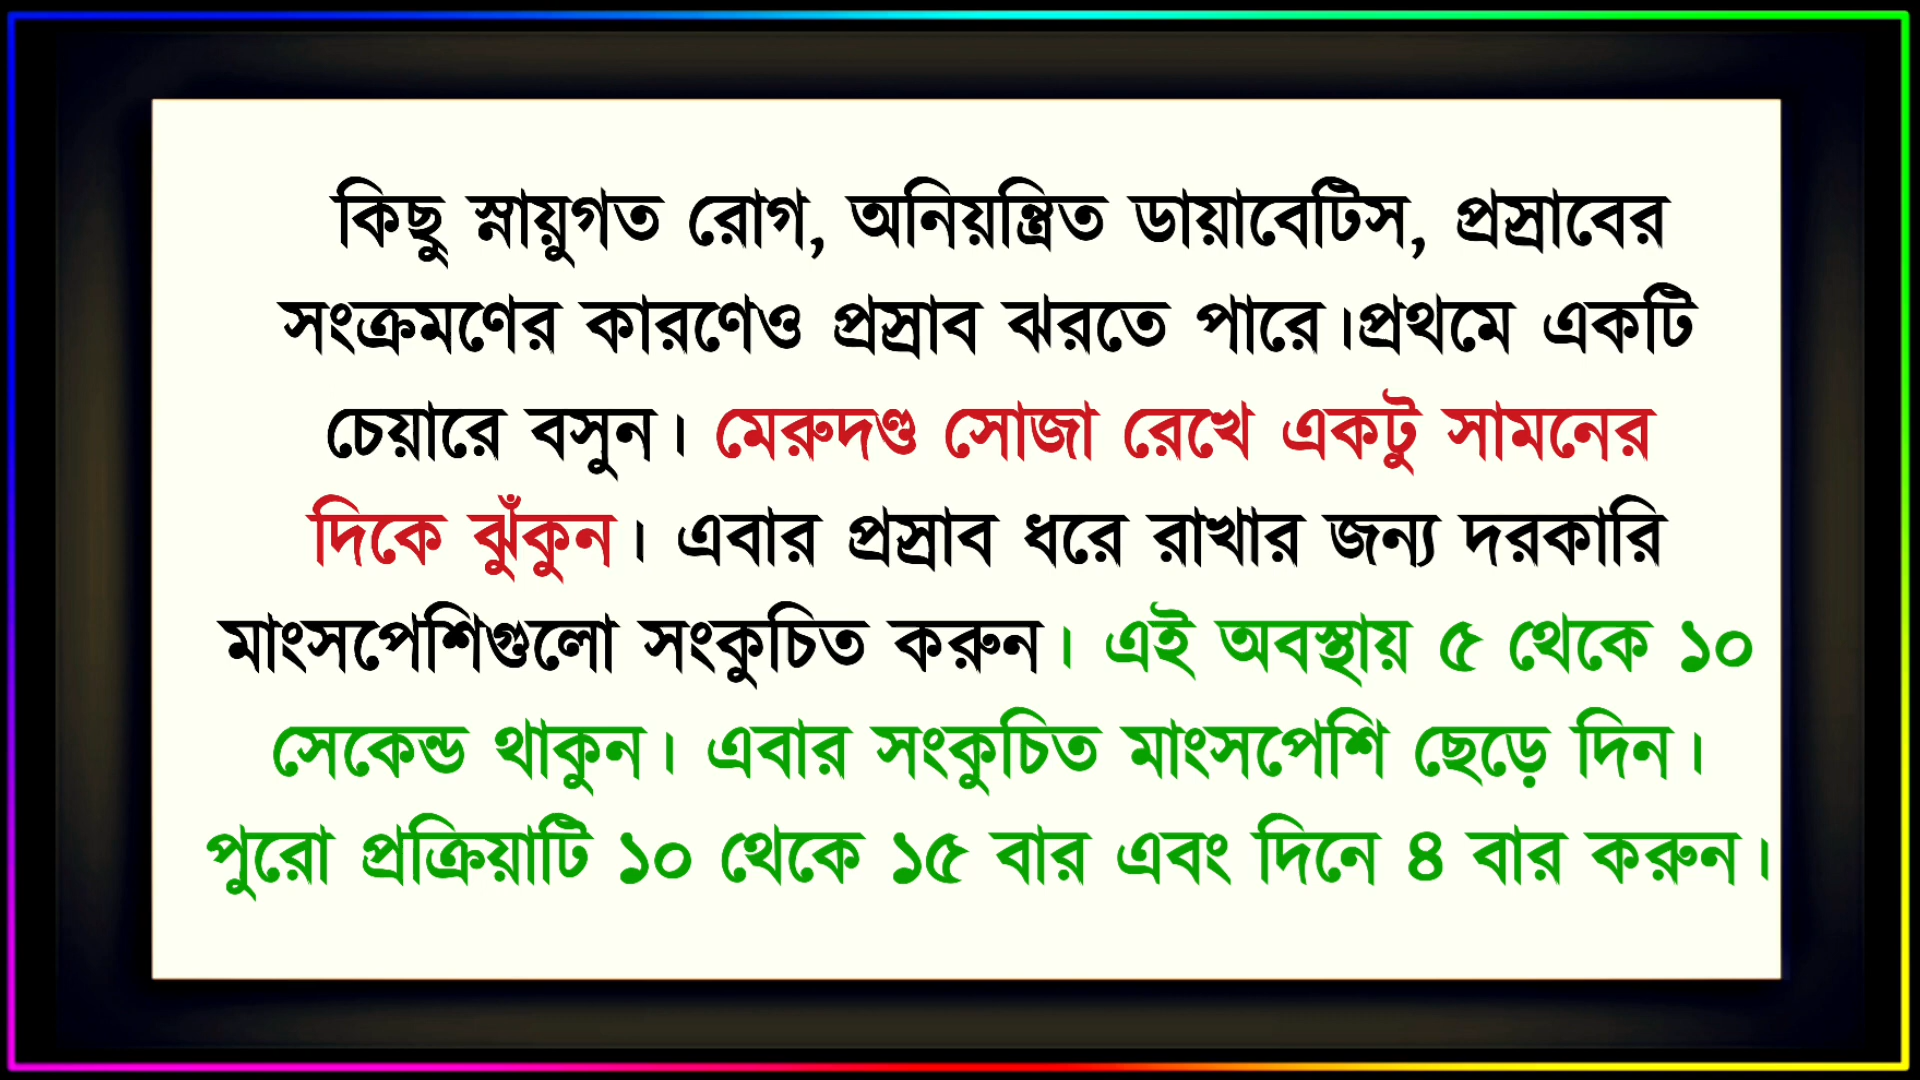 কিছু স্নায়ুগত রোগ, অনিয়ন্ত্রিত ডায়াবেটিস, প্রস্রাবের
সংক্রমণের কারণেও প্রস্রাব ঝরতে পারে।প্রথমে একটি
চেয়ারে বসুন। মেরুদণ্ড সোজা রেখে একটু সামনের
দিকে ঝুঁকুন। এবার প্রস্রাব ধরে রাখার জন্য দরকারি
মাংসপেশিগুলো সংকুচিত করুন। এই অবস্থায় ৫ থেকে ১০
সেকেন্ড থাকুন। এবার সংকুচিত মাংসপেশি ছেড়ে দিন।
পুরো প্রক্রিয়াটি ১০ থেকে ১৫ বার এবং দিনে ৪ বার করুন।